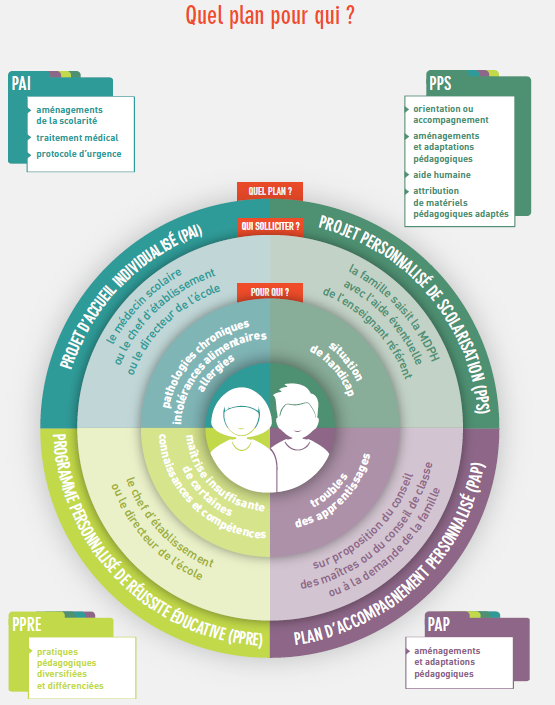 Quel plan pour qui ?
PAI
aménagements
de la scolarité
traitement médical
protocole d'urgence
PPS
orientation ou
accompagnement
aménagements
et adaptations
pédagogiques
aide humaine
attribution
de matériels
pédagogiques adaptés
QUEL PLAN ?
QUI SOLLICITER ?
POUR QUI ?
PROJET D'ACCUEIL INDIVIDUALISÉ (PAI)
le médecin scolaire
ou le chef d'établissement
ou le directeur de l'école
pathologies chroniques
intolérances alimentaires
allergies
PROJET PERSONNALISÉ DE SCOLARISATION (PPS)
la famille saisit la MDPH
avec l'aide éventuelle
de l'enseignant référent
situation
de handicap
PROGRAMME PERSONNALISÉ DE RÉUSSITE ÉDUCATIVE (PPRE)
le chef d'établissement
ou le directeur de l'école
maîtrise insuffisante
de certaines
connaissances et compétences
PLAN D'ACCOMPAGNEMENT PERSONNALISÉ (PAP)
sur proposition du conseil
des maîtres ou du conseil de classe
ou à la demande de la famille
troubles
des apprentissages
PPRE
pratiques
pédagogiques
diversifiées
et différenciées
PAP
aménagements
et adaptations
pédagogiques